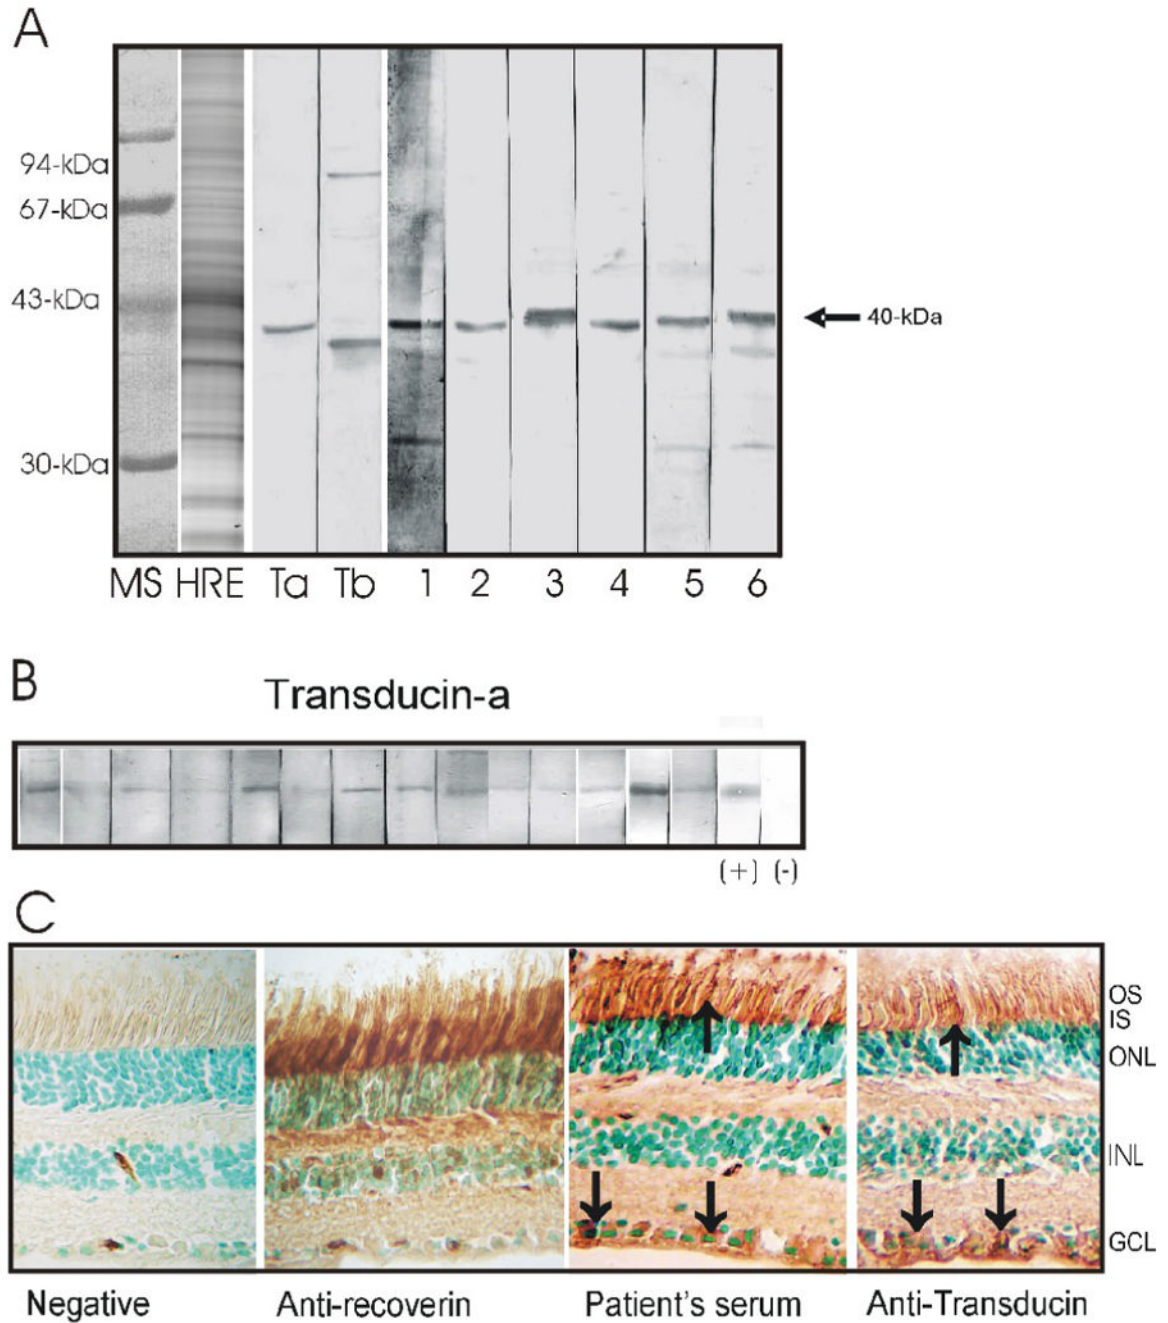 A
94-kDa
67-kDa
43-kDa
40-kDa
30-kDa
MS HRE Ta Tb 1 2 3 4 5 6
B
Transducin-a
(+) (-)
C
OS
IS
ONL
INL
GCL
Negative Anti-recoverin Patient's serum Anti-Transducin